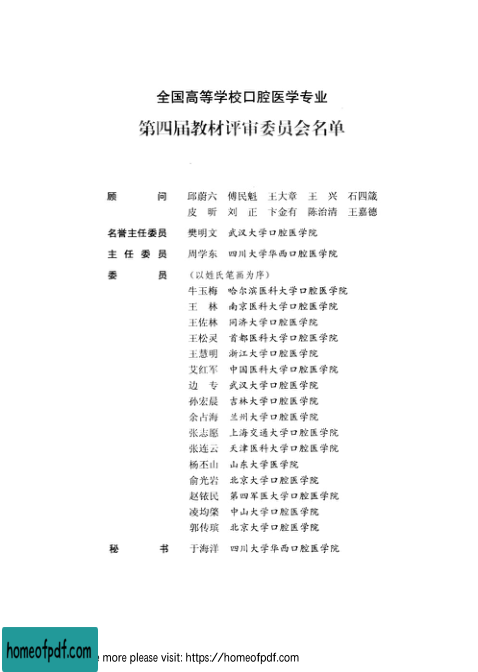 全国高等学校口腔医学专业
第四届教材评审委员会名单
顾 问 邱蔚六 傅民魁 王大章 王 兴 石四箴
皮 昕 刘 正 卞金有 陈治清 王嘉德
名誉主任委员 樊明文 武汉大学口腔医学院
主 任 委 员 周学东 四川大学华西口腔医学院
委 员 (以姓氏笔画为序)
牛玉梅 哈尔滨医科大学口腔医学院
王 林 南京医科大学口腔医学院
王佐林 同济大学口腔医学院
王松灵 首都医科大学口腔医学院
王慧明 浙江大学口腔医学院
艾红军 中国医科大学口腔医学院
边 专 武汉大学口腔医学院
孙宏晨 吉林大学口腔医学院
余占海 兰州大学口腔医学院
张志愿 上海交通大学口腔医学院
张连云 天津医科大学口腔医学院
杨丕山 山东大学医学院
俞光岩 北京大学口腔医学院
赵铱民 第四军医大学口腔医学院
凌均棨 中山大学口腔医学院
郭传瑸 北京大学口腔医学院
秘 书 于海洋 四川大学华西口腔医学院
homeofpdf.com more please visit: https://homeofpdf.com